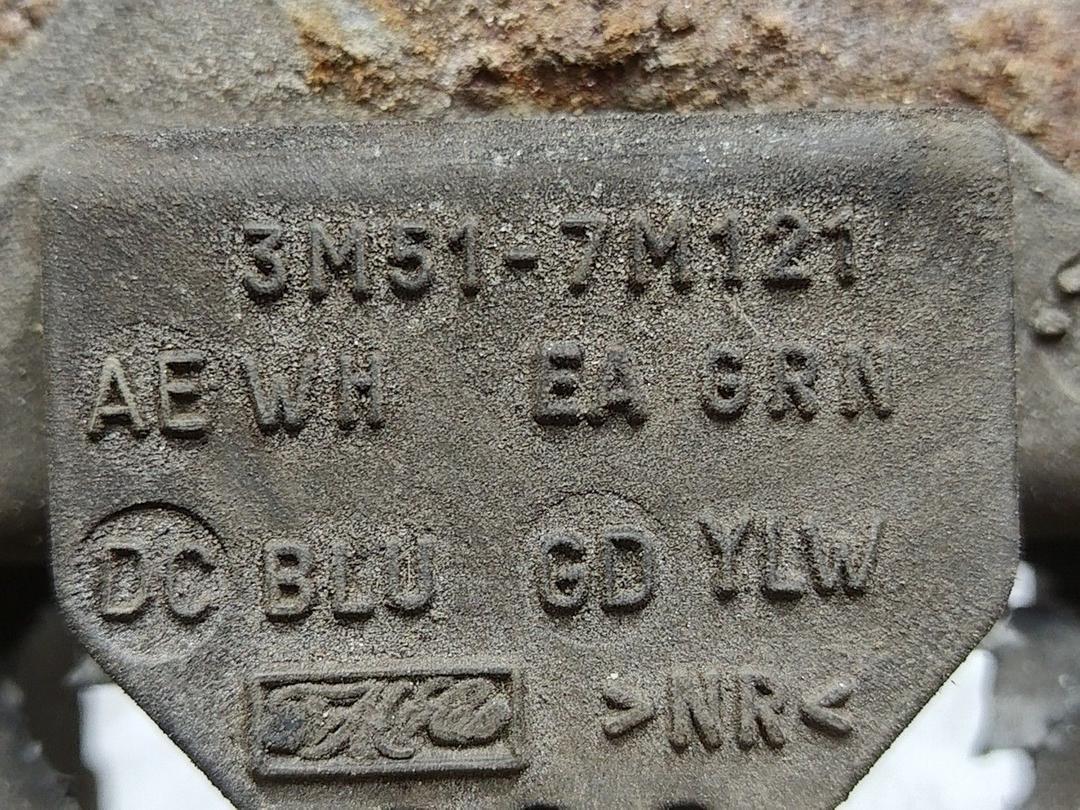 3M51-7M121
AE WH EA GRN
DC BLU GD YLW
>NR<